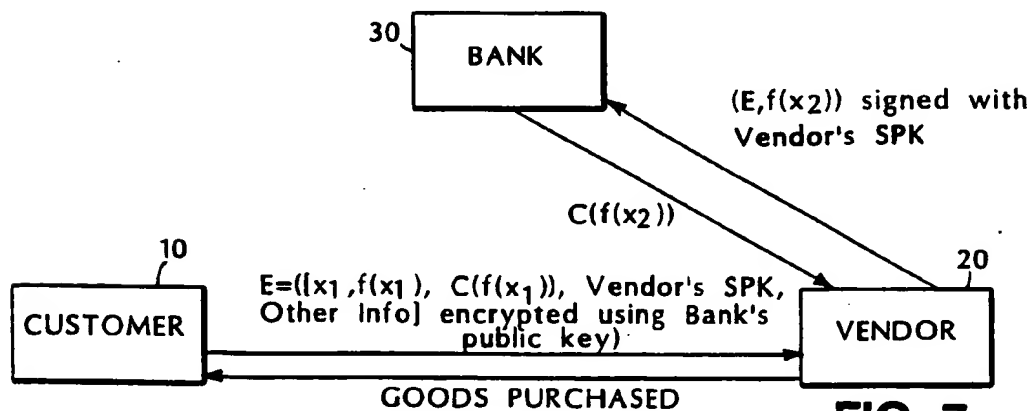 30
BANK
(E,f(x2)) signed with
Vendor's SPK
C(f(x2))
10
20
E=([x1,f(x1), C(f(x1)), Vendor's SPK,
Other Info] encrypted using Bank's
public key)
CUSTOMER
VENDOR
GOODS PURCHASED